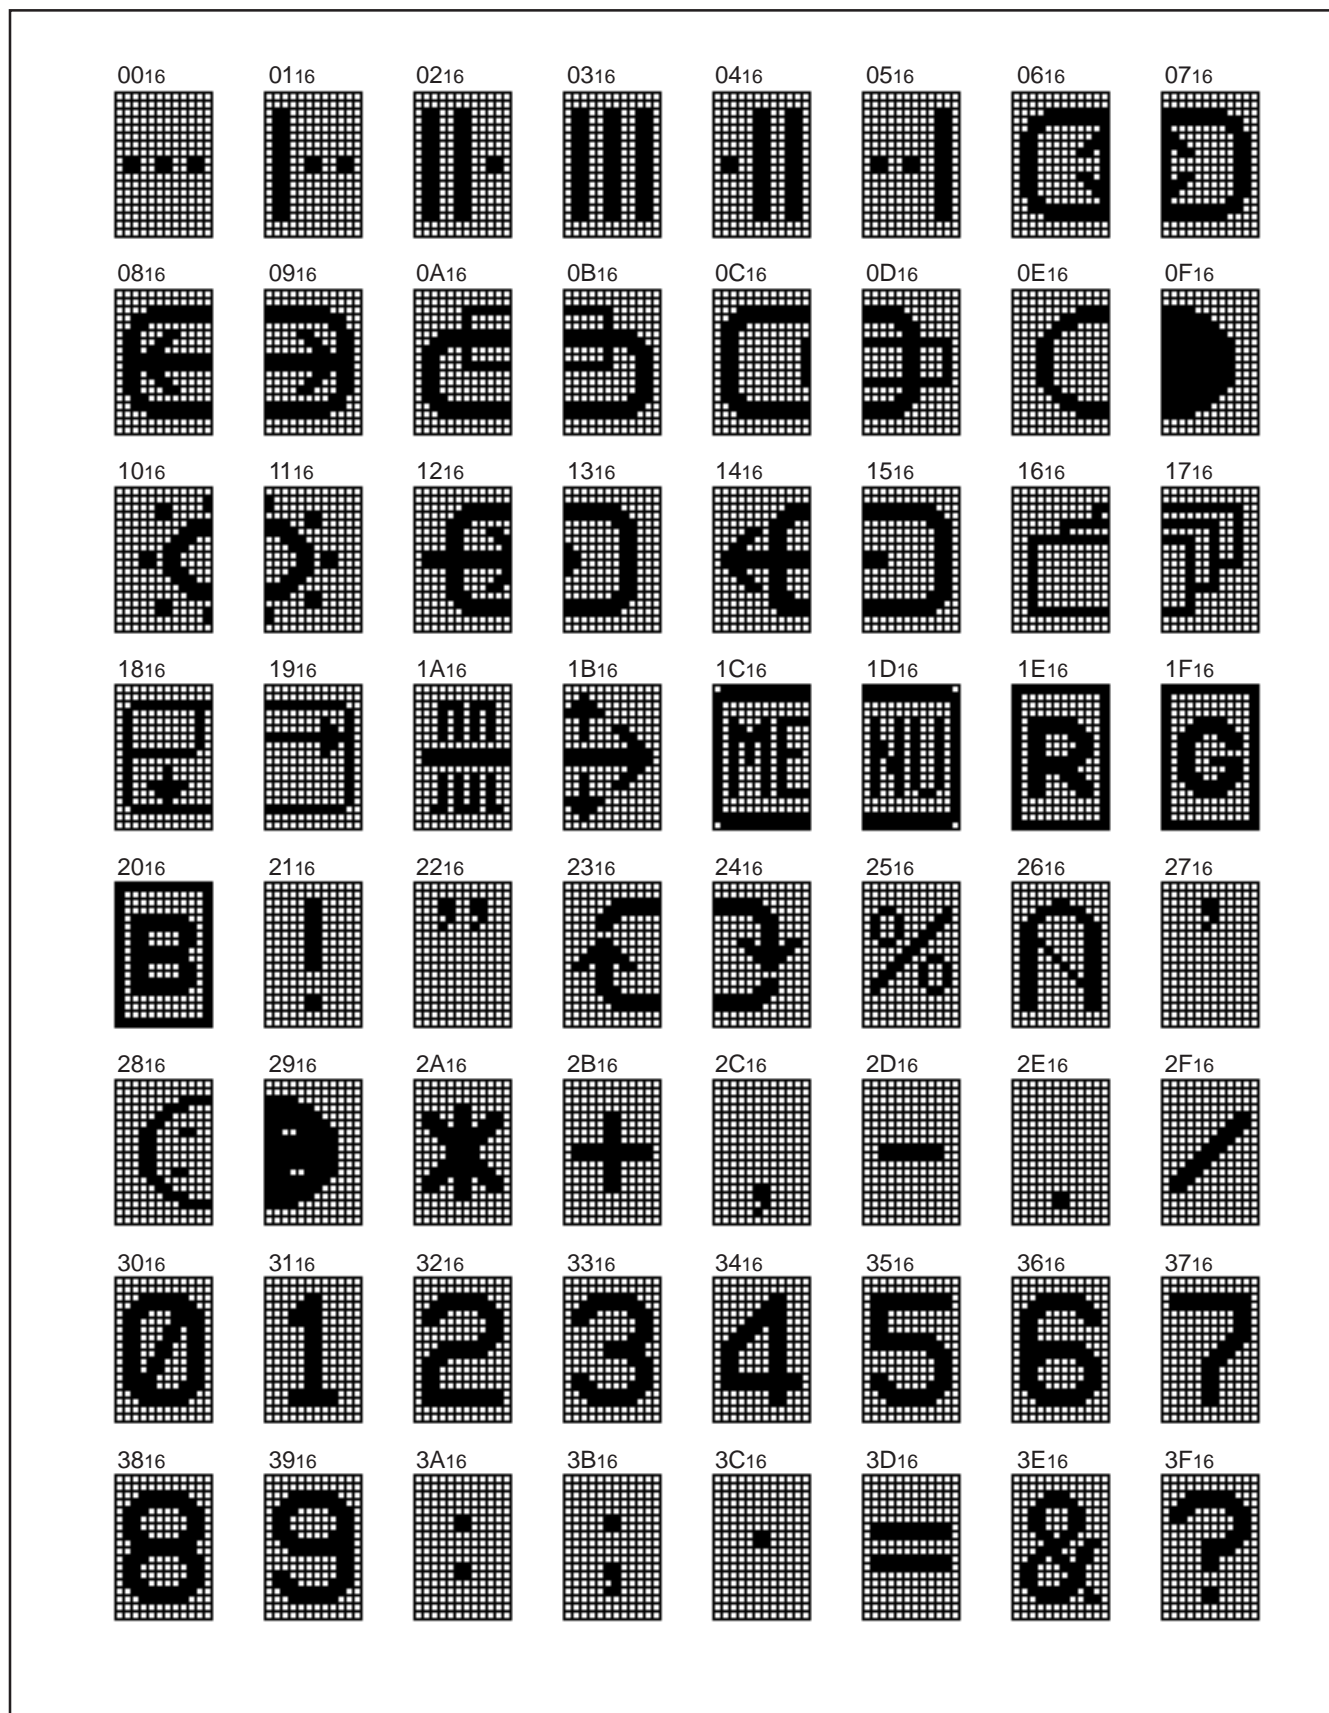 0016 0116 0216 0316 0416 0516 0616 0716
0816 0916 0A16 0B16 0C16 0D16 0E16 0F16
1016 1116 1216 1316 1416 1516 1616 1716
1816 1916 1A16 1B16 1C16 1D16 1E16 1F16
ME NU R G
2016 2116 2216 2316 2416 2516 2616 2716
B ! " % '
2816 2916 2A16 2B16 2C16 2D16 2E16 2F16
* + , - . /
3016 3116 3216 3316 3416 3516 3616 3716
0 1 2 3 4 5 6 7
3816 3916 3A16 3B16 3C16 3D16 3E16 3F16
8 9 : ; · = & ?